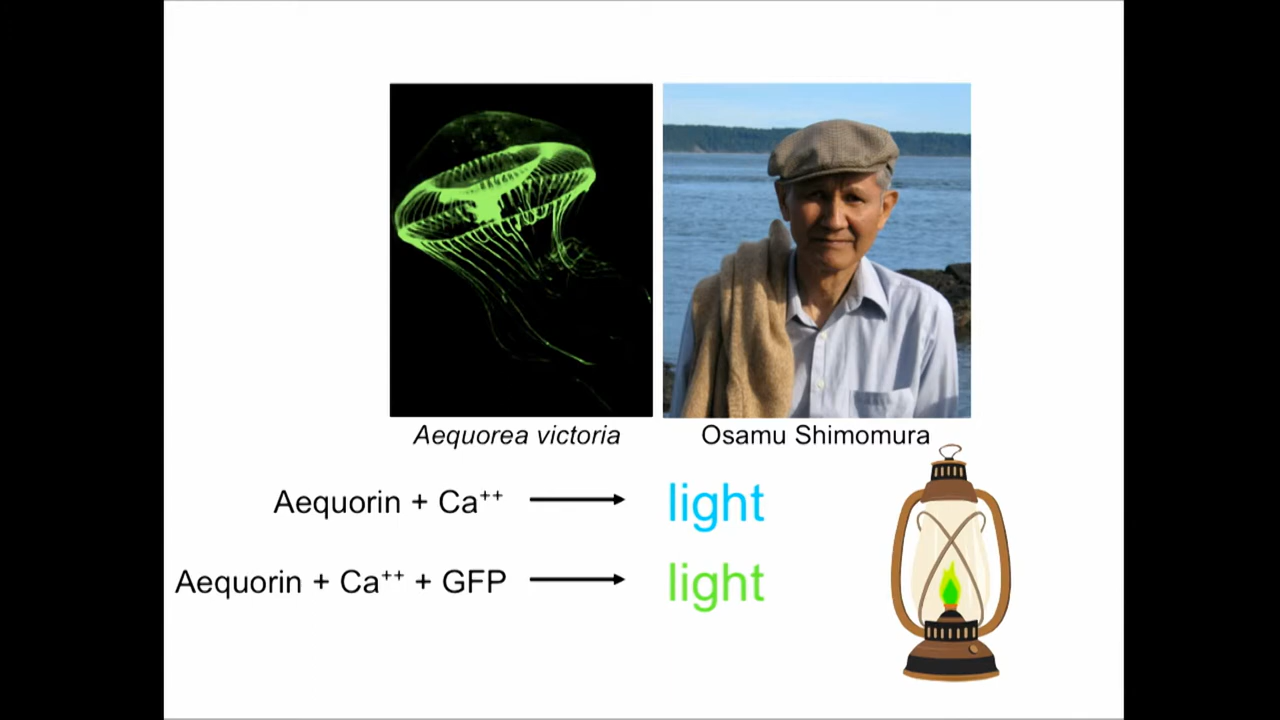 Aequorea victoria
Osamu Shimomura
Aequorin + Ca⁺⁺ ⟶ light
Aequorin + Ca⁺⁺ + GFP ⟶ light